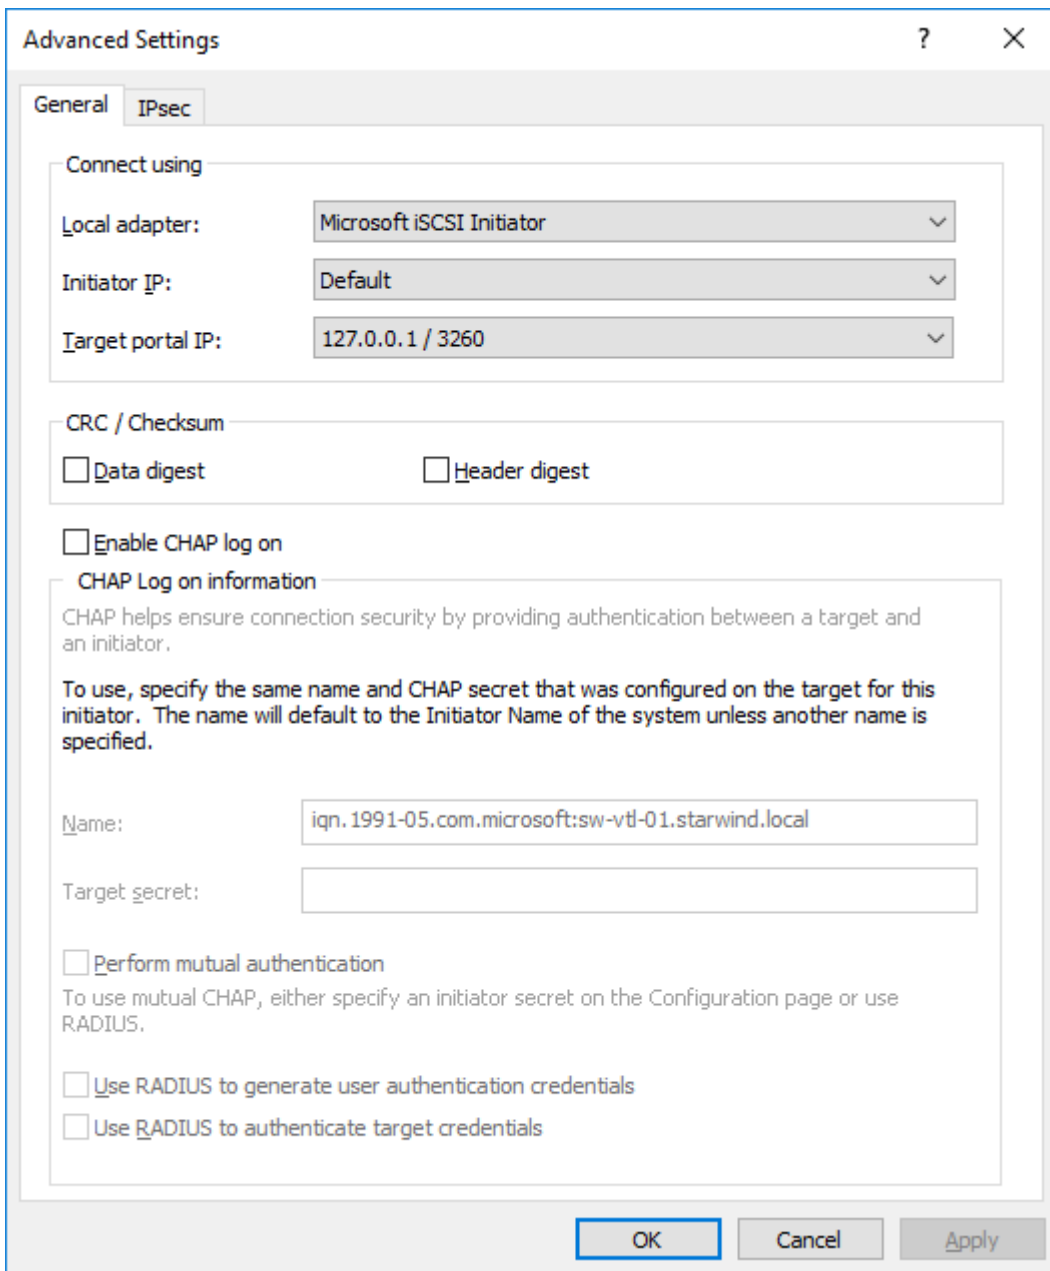 Advanced Settings
?
General
IPsec
Connect using
Local adapter:
Microsoft iSCSI Initiator
Initiator IP:
Default
Target portal IP:
127.0.0.1 / 3260
CRC / Checksum
Data digest
Header digest
Enable CHAP log on
CHAP Log on information
CHAP helps ensure connection security by providing authentication between a target and
an initiator.
To use, specify the same name and CHAP secret that was configured on the target for this
initiator.  The name will default to the Initiator Name of the system unless another name is
specified.
Name:
iqn.1991-05.com.microsoft:sw-vtl-01.starwind.local
Target secret:
Perform mutual authentication
To use mutual CHAP, either specify an initiator secret on the Configuration page or use
RADIUS.
Use RADIUS to generate user authentication credentials
Use RADIUS to authenticate target credentials
OK
Cancel
Apply